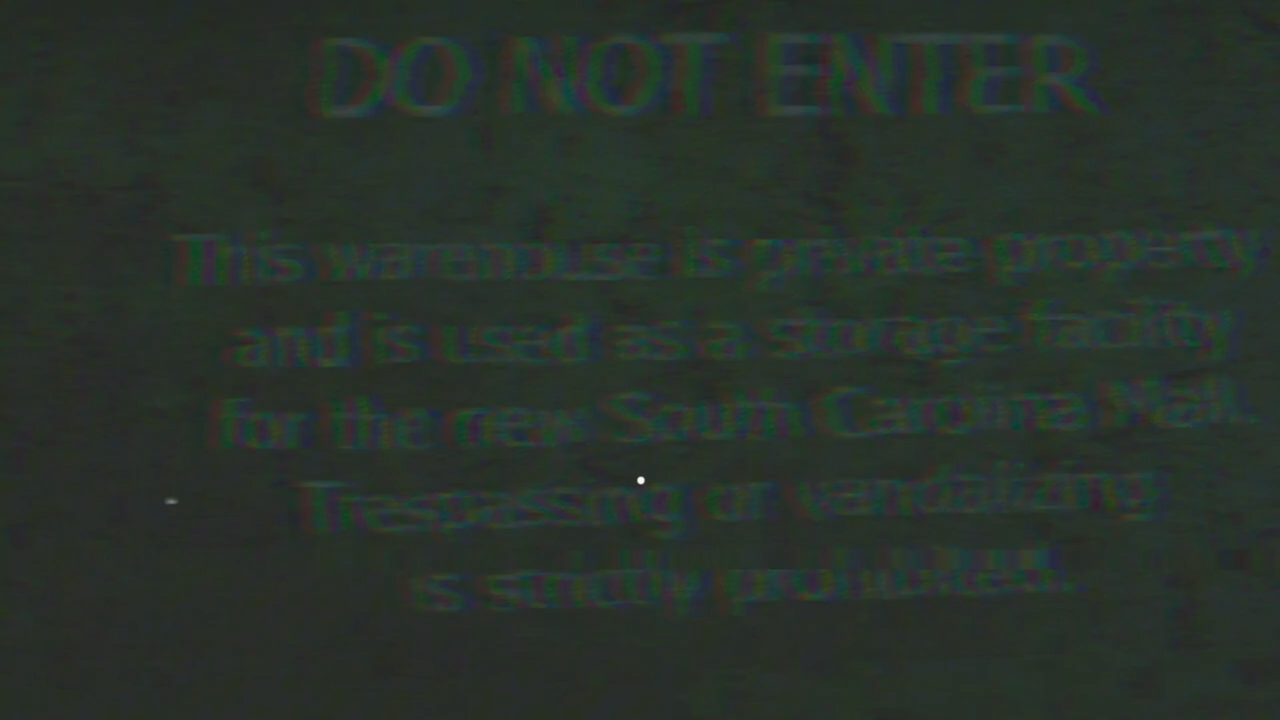 DO NOT ENTER
This warehouse is private property
and is used as a storage facility
for the new South Carolina Mall.
Trespassing or vandalizing
is strictly prohibited.